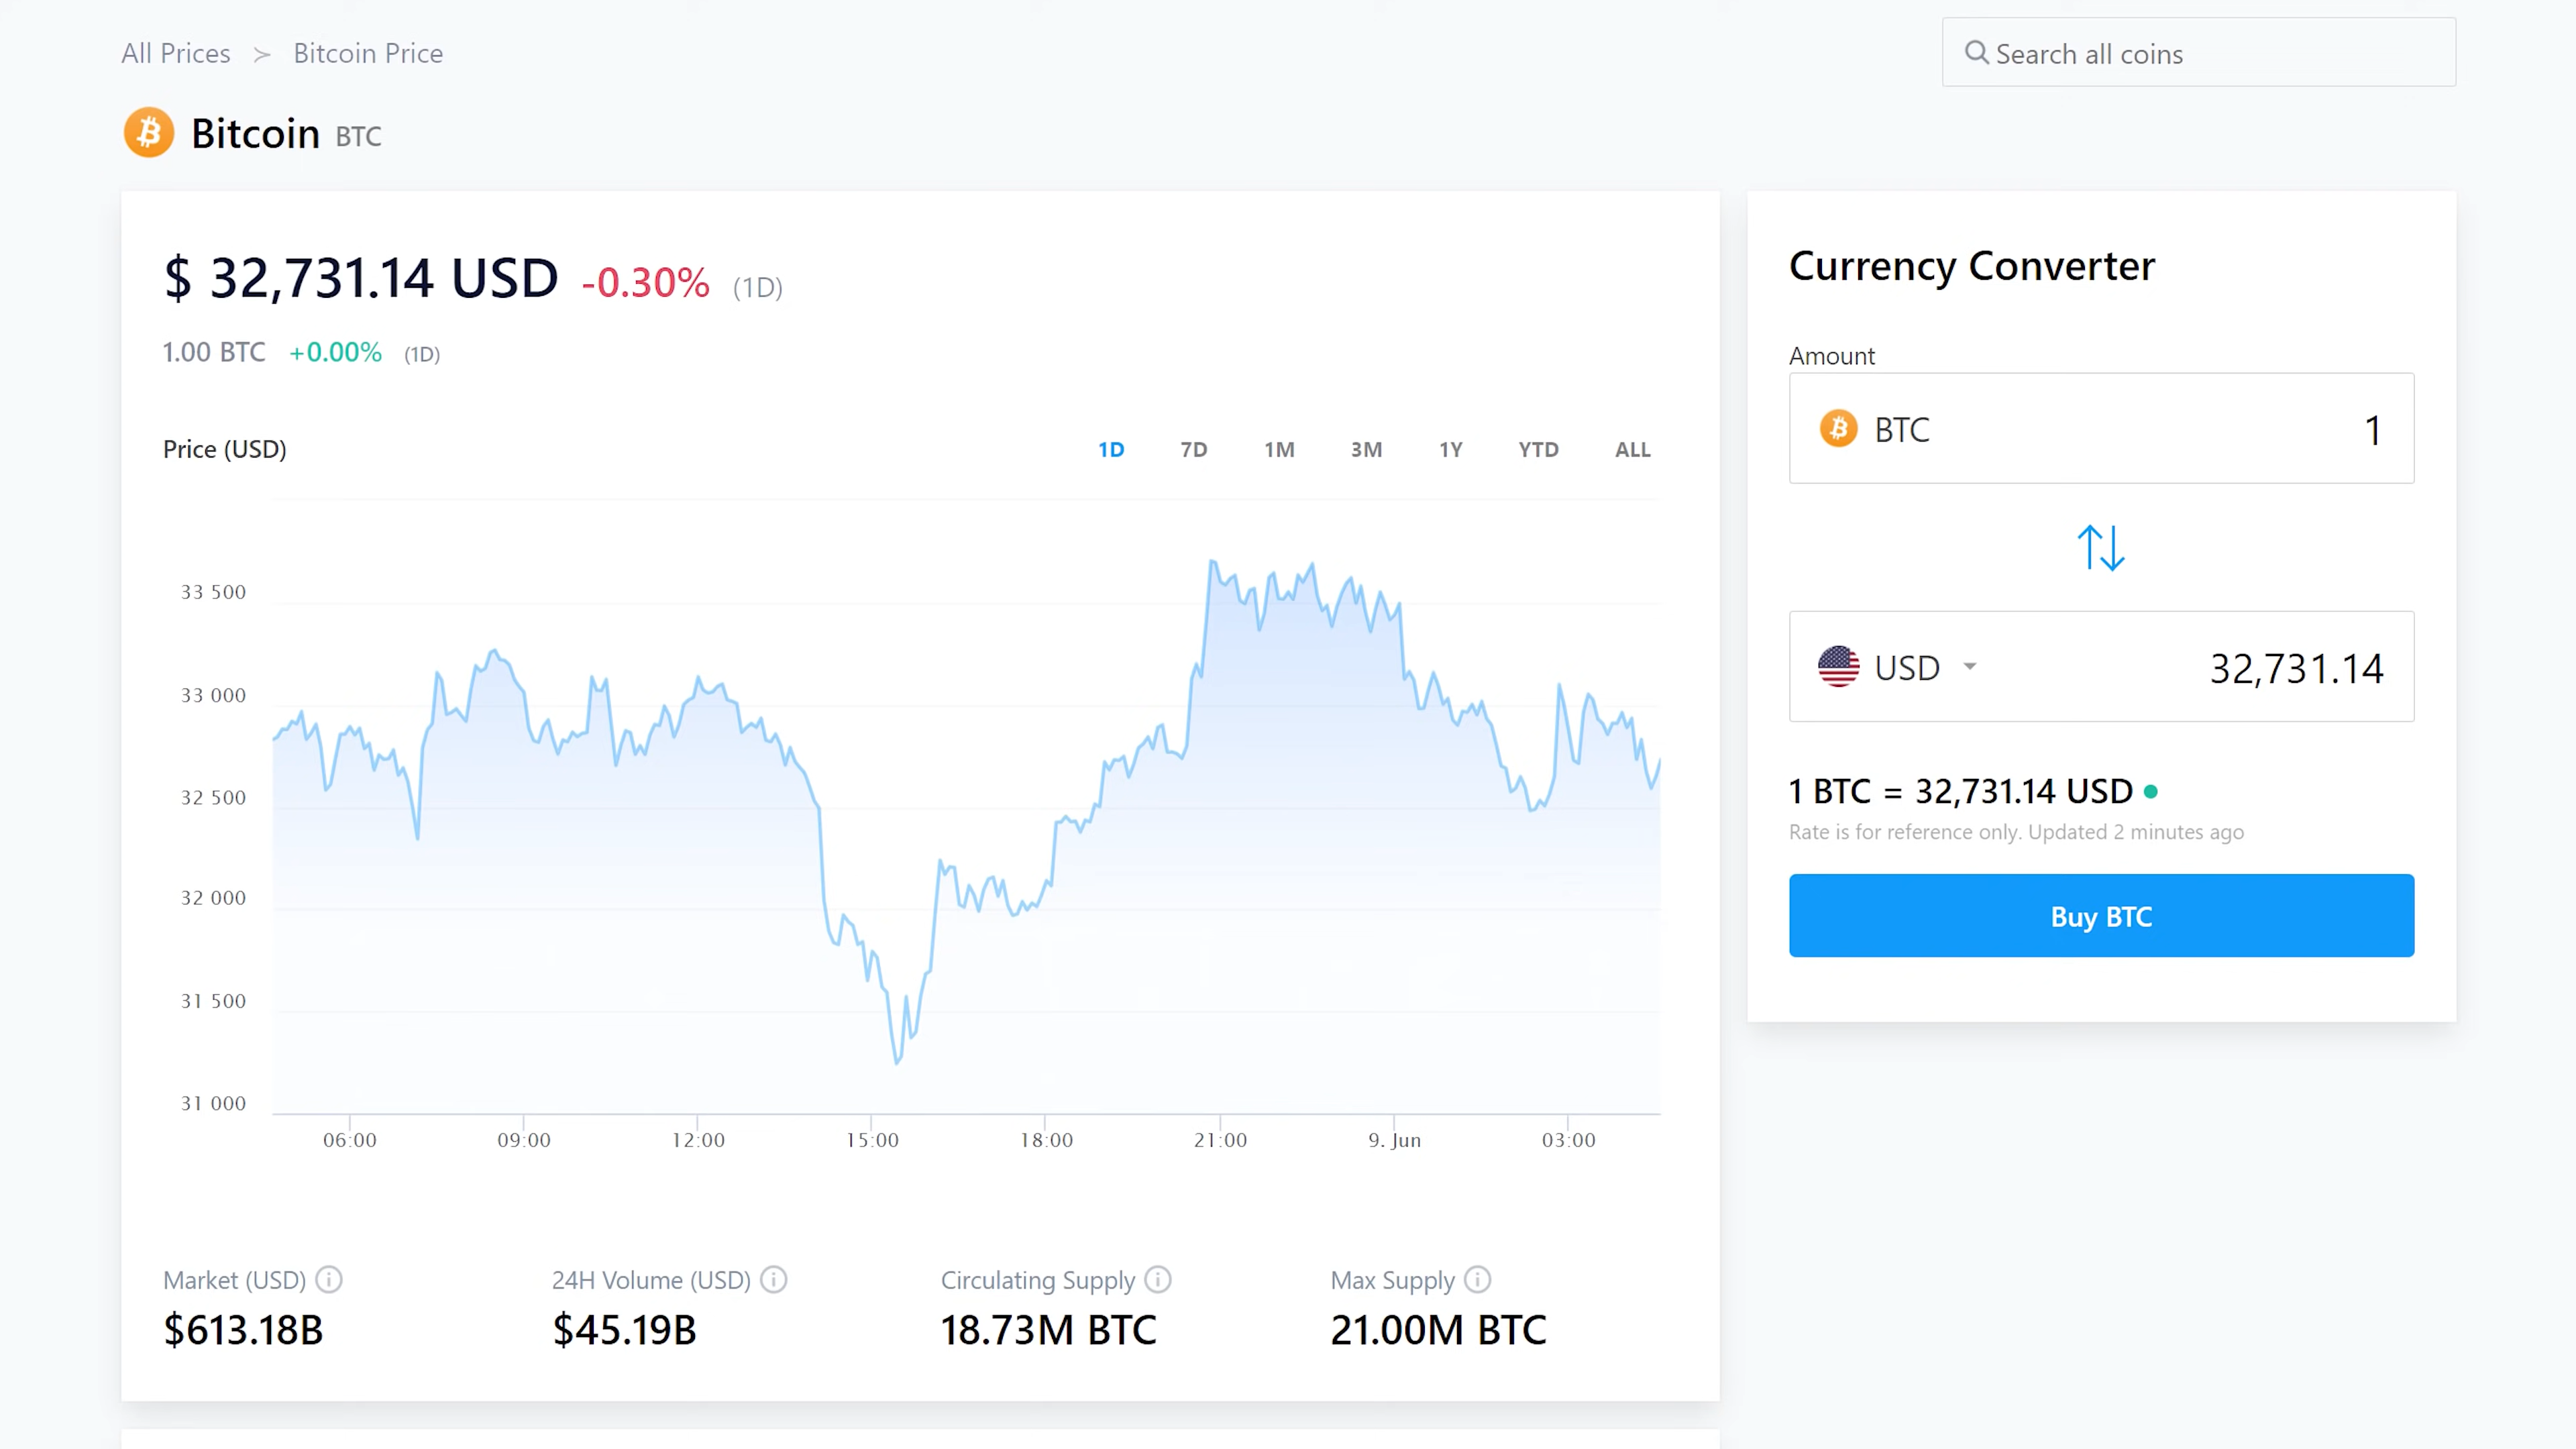 All Prices > Bitcoin Price
Search all coins
Bitcoin BTC
$ 32,731.14 USD -0.30% (1D)
1.00 BTC +0.00% (1D)
Price (USD)
1D 7D 1M 3M 1Y YTD ALL
33 500
33 000
32 500
32 000
31 500
31 000
06:00 09:00 12:00 15:00 18:00 21:00 9. Jun 03:00
Market (USD)
$613.18B
24H Volume (USD)
$45.19B
Circulating Supply
18.73M BTC
Max Supply
21.00M BTC
Currency Converter
Amount
BTC 1
USD 32,731.14
1 BTC = 32,731.14 USD
Rate is for reference only. Updated 2 minutes ago
Buy BTC